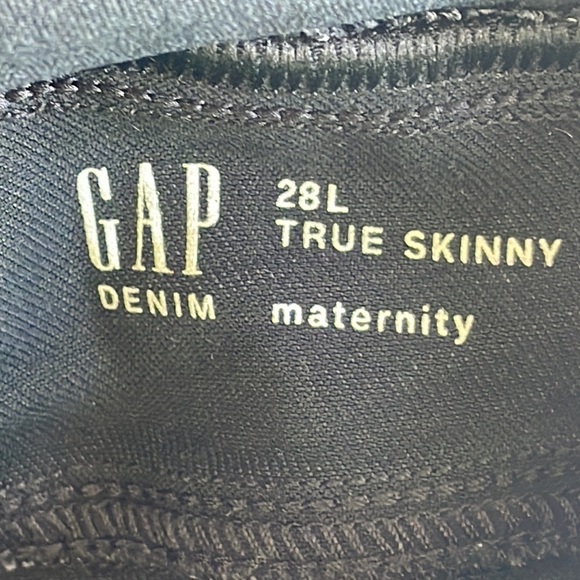 GAP
DENIM
28L
TRUE SKINNY
maternity